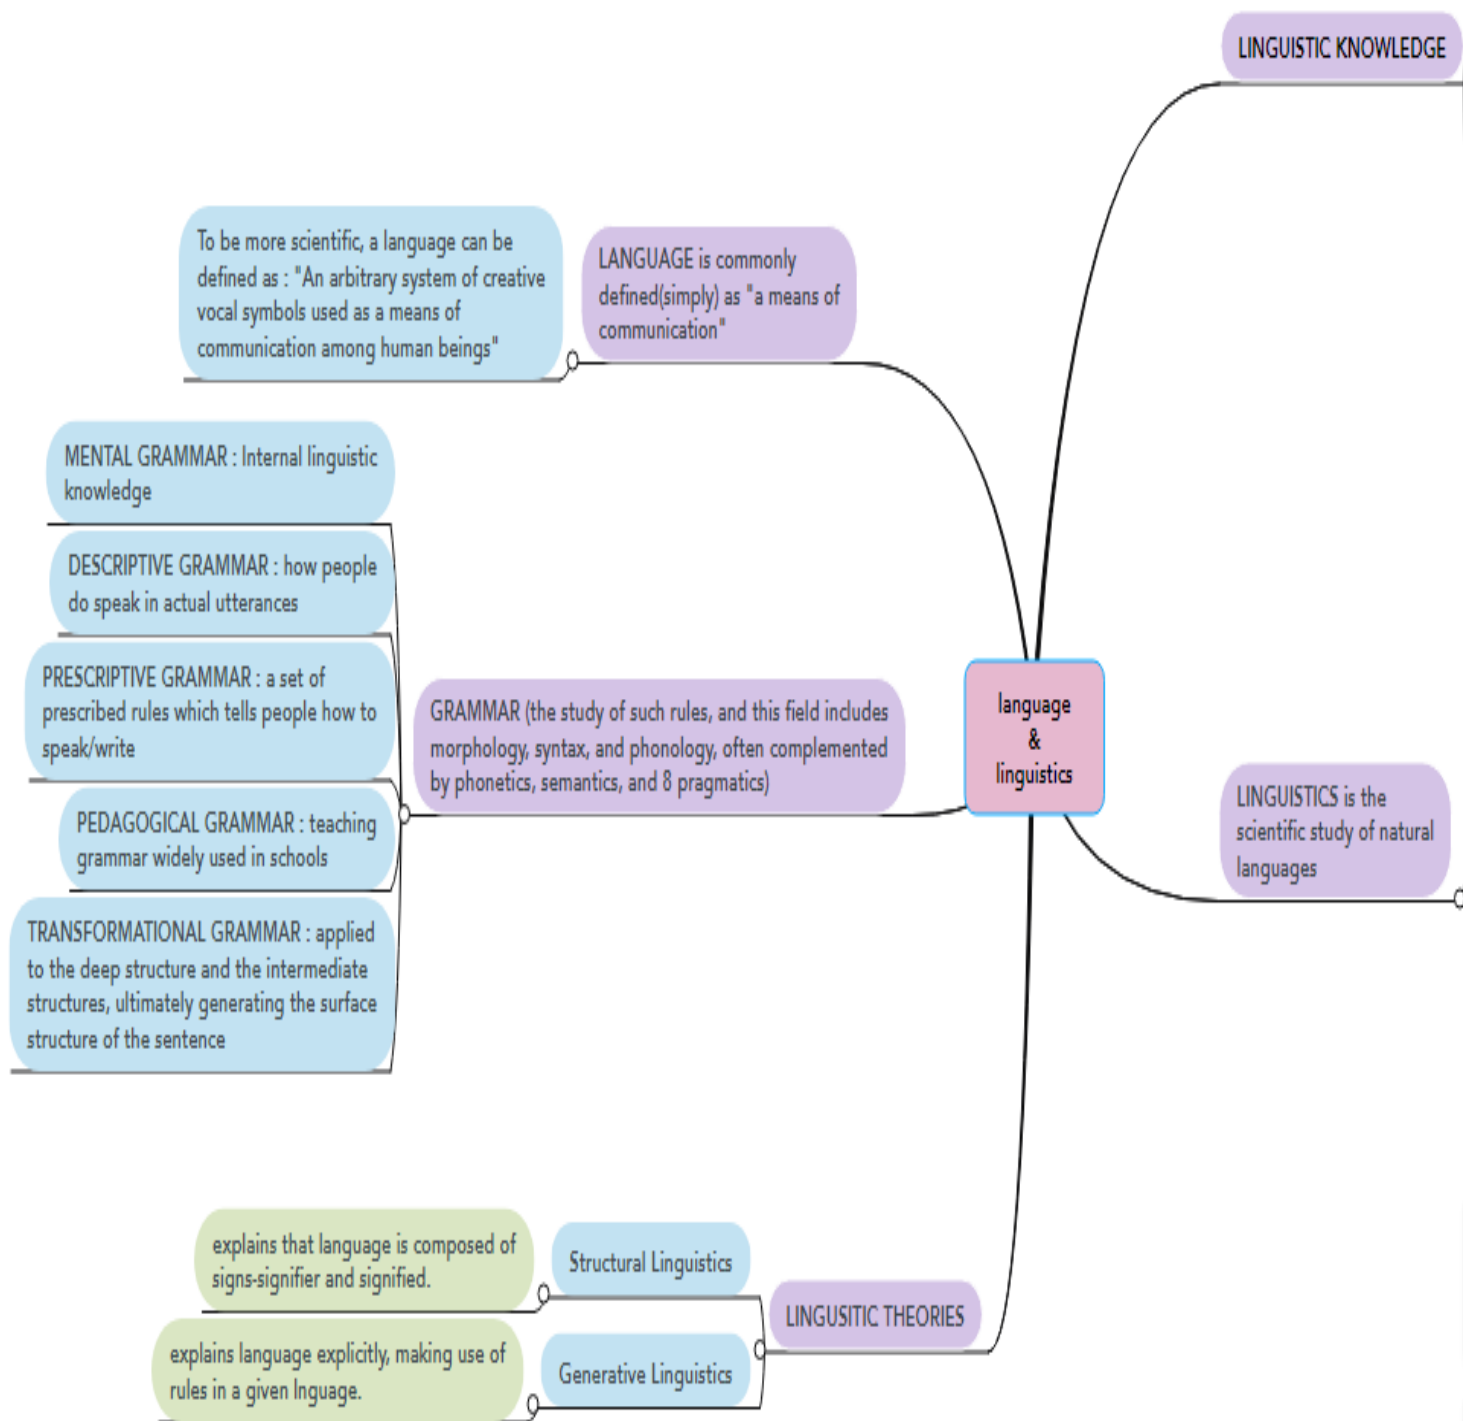 LINGUISTIC KNOWLEDGE
To be more scientific, a language can be
defined as : "An arbitrary system of creative
vocal symbols used as a means of
communication among human beings"
LANGUAGE is commonly
defined(simply) as "a means of
communication"
MENTAL GRAMMAR : Internal linguistic
knowledge
DESCRIPTIVE GRAMMAR : how people
do speak in actual utterances
PRESCRIPTIVE GRAMMAR : a set of
prescribed rules which tells people how to
speak/write
PEDAGOGICAL GRAMMAR : teaching
grammar widely used in schools
TRANSFORMATIONAL GRAMMAR : applied
to the deep structure and the intermediate
structures, ultimately generating the surface
structure of the sentence
GRAMMAR (the study of such rules, and this field includes
morphology, syntax, and phonology, often complemented
by phonetics, semantics, and 8 pragmatics)
language
&
linguistics
LINGUISTICS is the
scientific study of natural
languages
explains that language is composed of
signs-signifier and signified.
Structural Linguistics
LINGUSITIC THEORIES
explains language explicitly, making use of
rules in a given lnguage.
Generative Linguistics